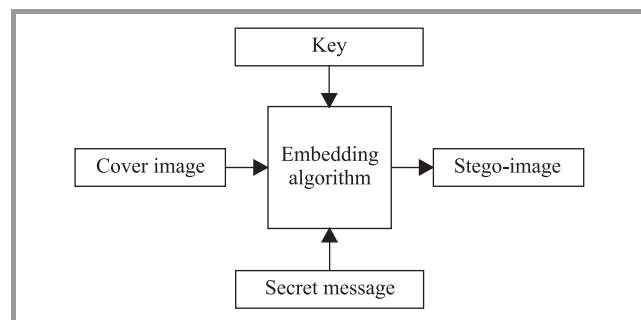 Key
Cover image
Embedding
algorithm
Stego-image
Secret message